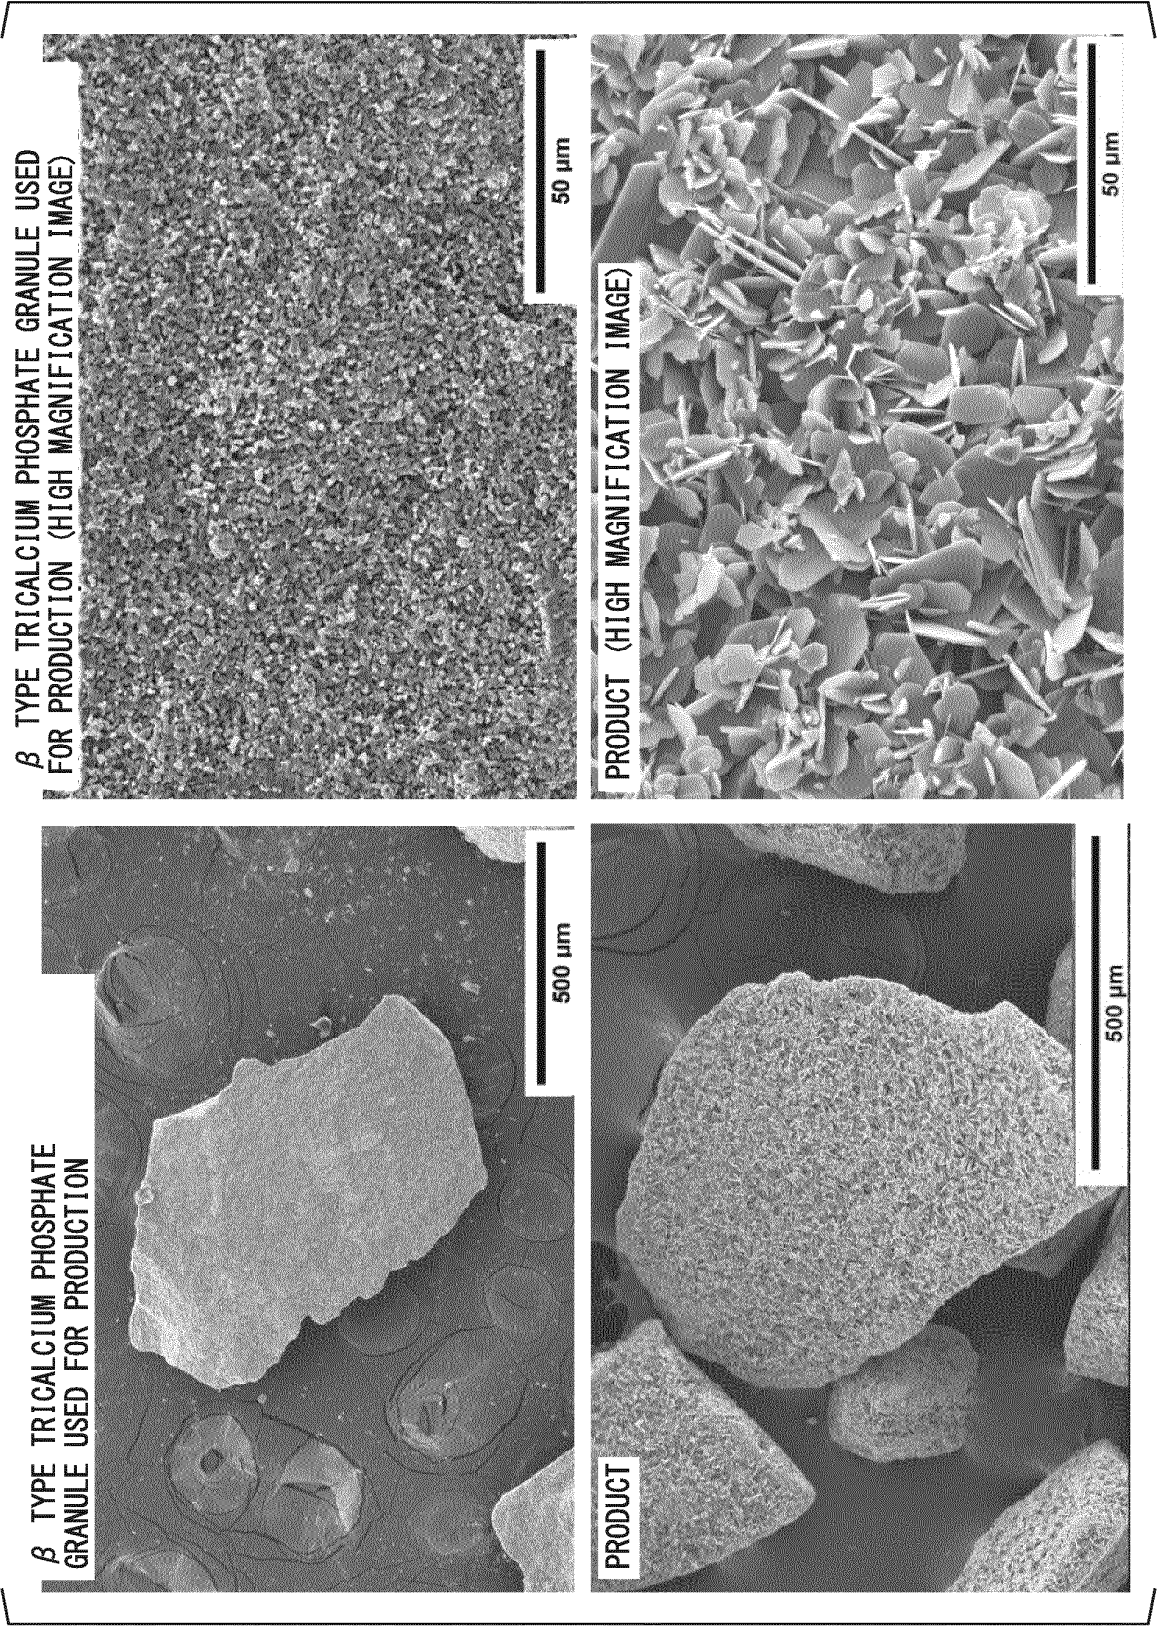 β TYPE TRICALCIUM PHOSPHATE
GRANULE USED FOR PRODUCTION
500 µm
β TYPE TRICALCIUM PHOSPHATE GRANULE USED
FOR PRODUCTION (HIGH MAGNIFICATION IMAGE)
50 µm
PRODUCT
500 µm
PRODUCT (HIGH MAGNIFICATION IMAGE)
50 µm